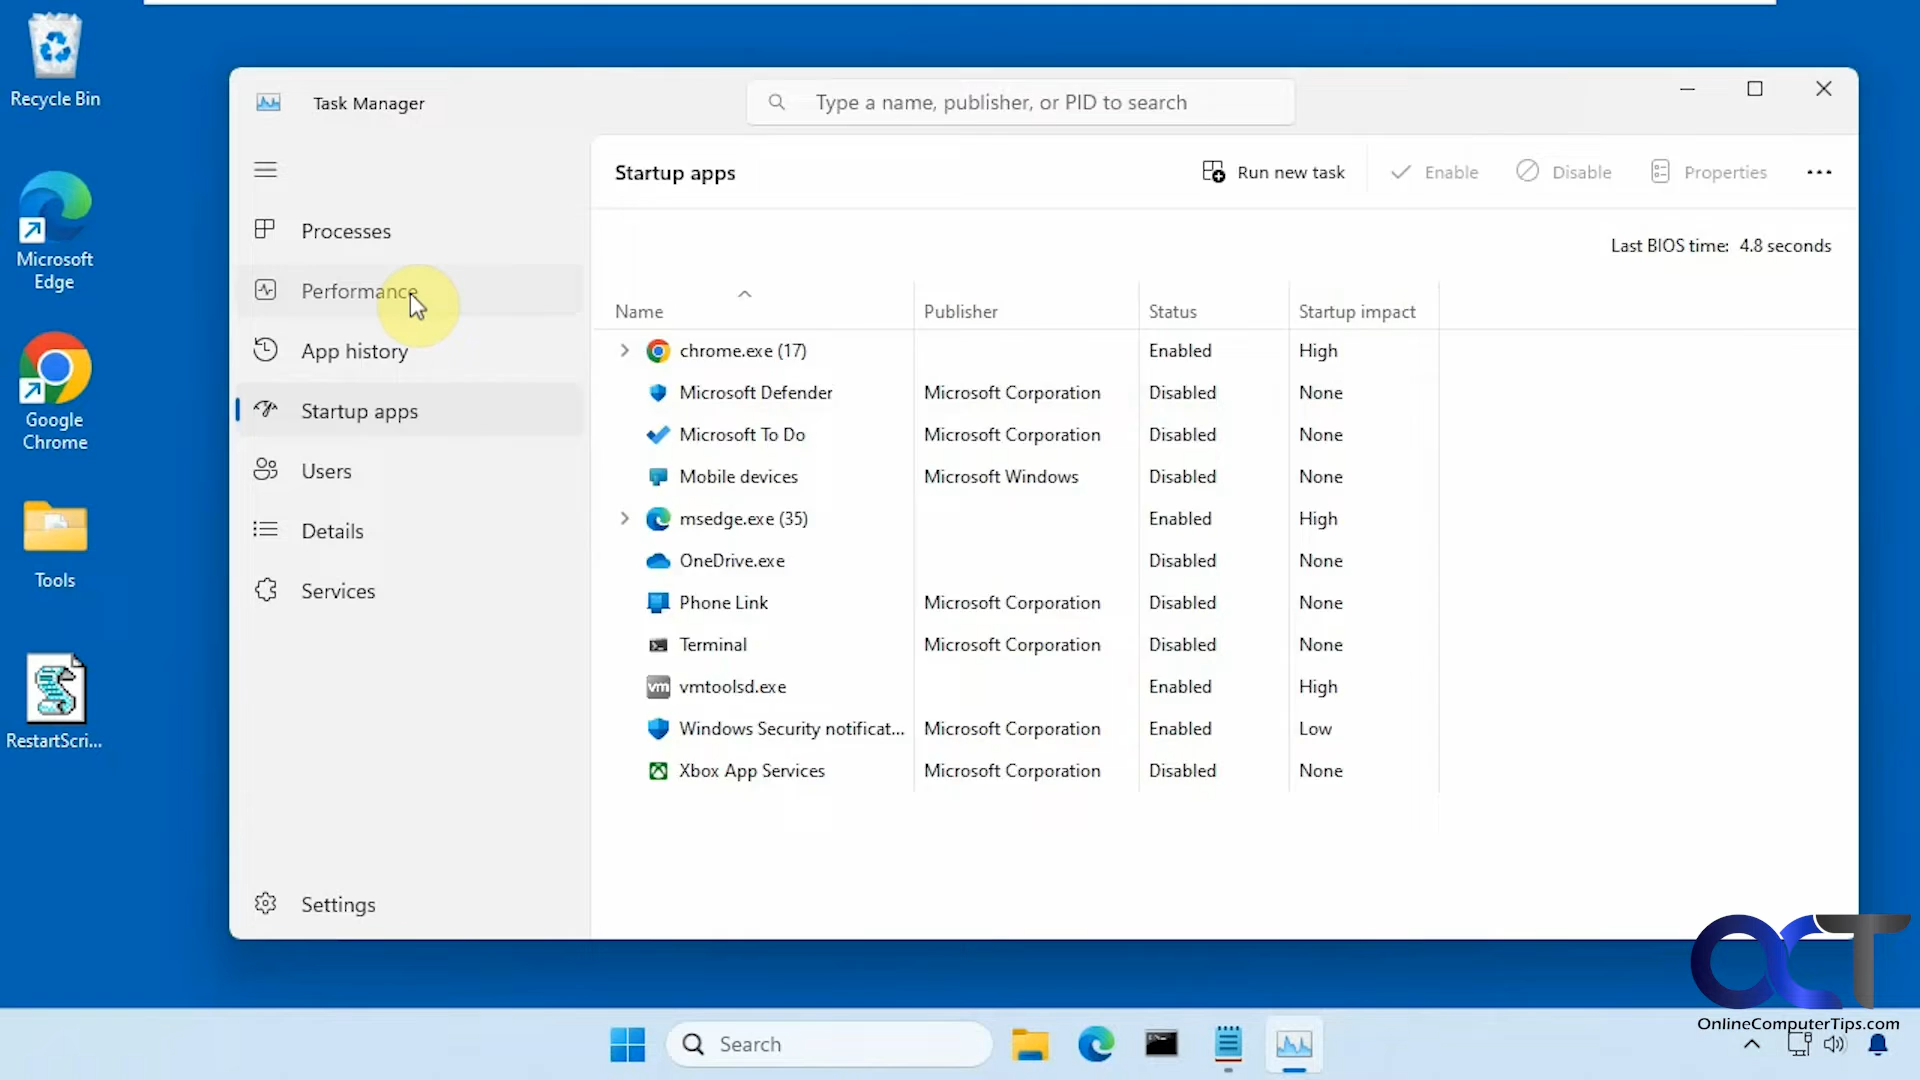 Recycle Bin
Microsoft
Edge
Google
Chrome
Tools
RestartScri...
Task Manager
Type a name, publisher, or PID to search
Processes
Performance
App history
Startup apps
Users
Details
Services
Settings
Startup apps
Run new task
Enable
Disable
Properties
Last BIOS time: 4.8 seconds
Name Publisher Status Startup impact
chrome.exe (17) Enabled High
Microsoft Defender Microsoft Corporation Disabled None
Microsoft To Do Microsoft Corporation Disabled None
Mobile devices Microsoft Windows Disabled None
msedge.exe (35) Enabled High
OneDrive.exe Disabled None
Phone Link Microsoft Corporation Disabled None
Terminal Microsoft Corporation Disabled None
vm vmtoolsd.exe Enabled High
Windows Security notificat... Microsoft Corporation Enabled Low
Xbox App Services Microsoft Corporation Disabled None
OCT
OnlineComputerTips.com
Search